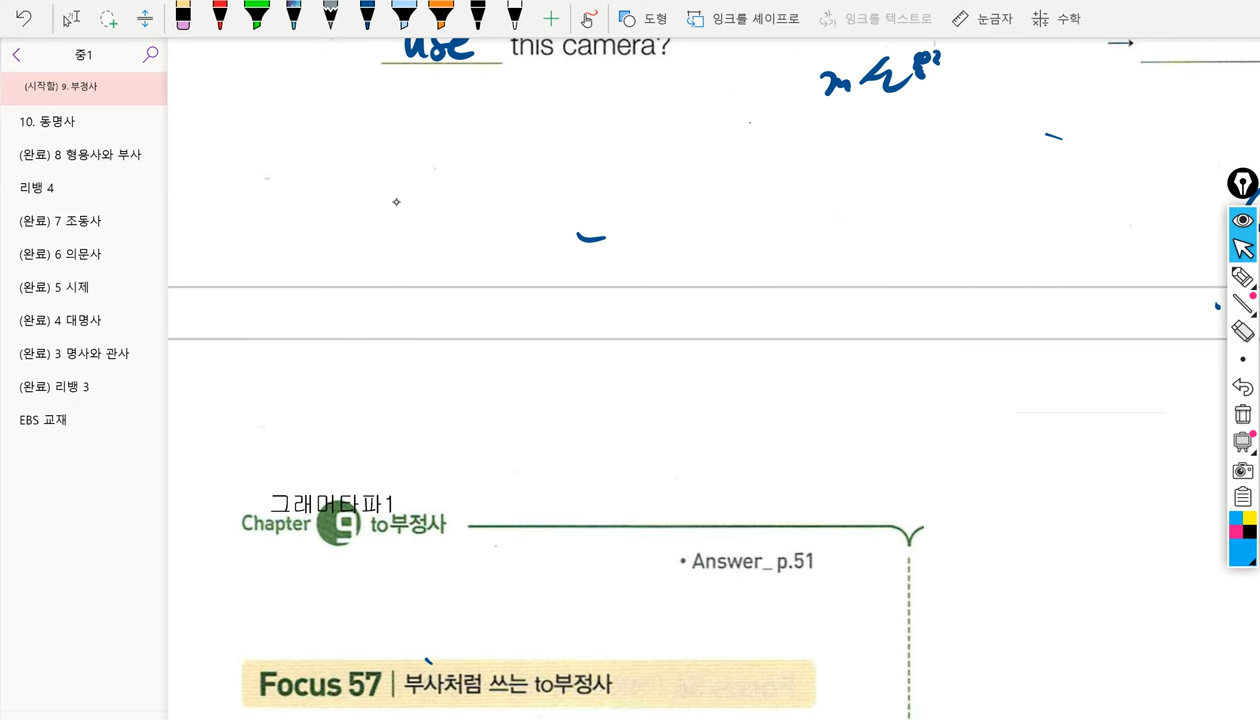 도형
잉크를 셰이프로
잉크를 텍스트로
눈금자
수학
중1
(시작함) 9. 부정사
10. 동명사
(완료) 8 형용사와 부사
리뱅 4
(완료) 7 조동사
(완료) 6 의문사
(완료) 5 시제
(완료) 4 대명사
(완료) 3 명사와 관사
(완료) 리뱅 3
EBS 교재
use this camera?
→
그래머타파1
Chapter 9 to부정사
• Answer_ p.51
Focus 57 | 부사처럼 쓰는 to부정사